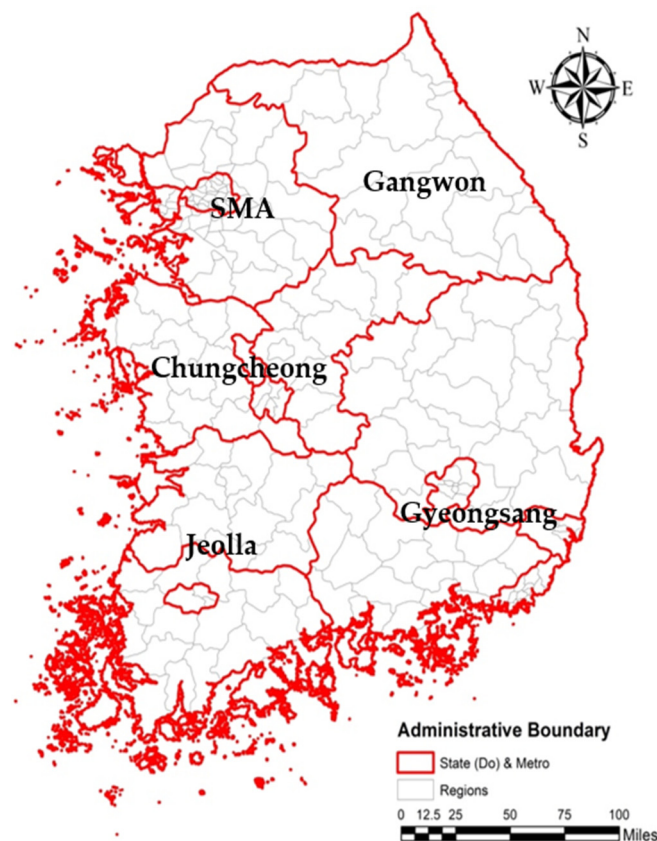 N
W E
S
Gangwon
SMA
Chungcheong
Gyeongsang
Jeolla
Administrative Boundary
State (Do) & Metro
Regions
0 12.5 25 50 75 100
Miles